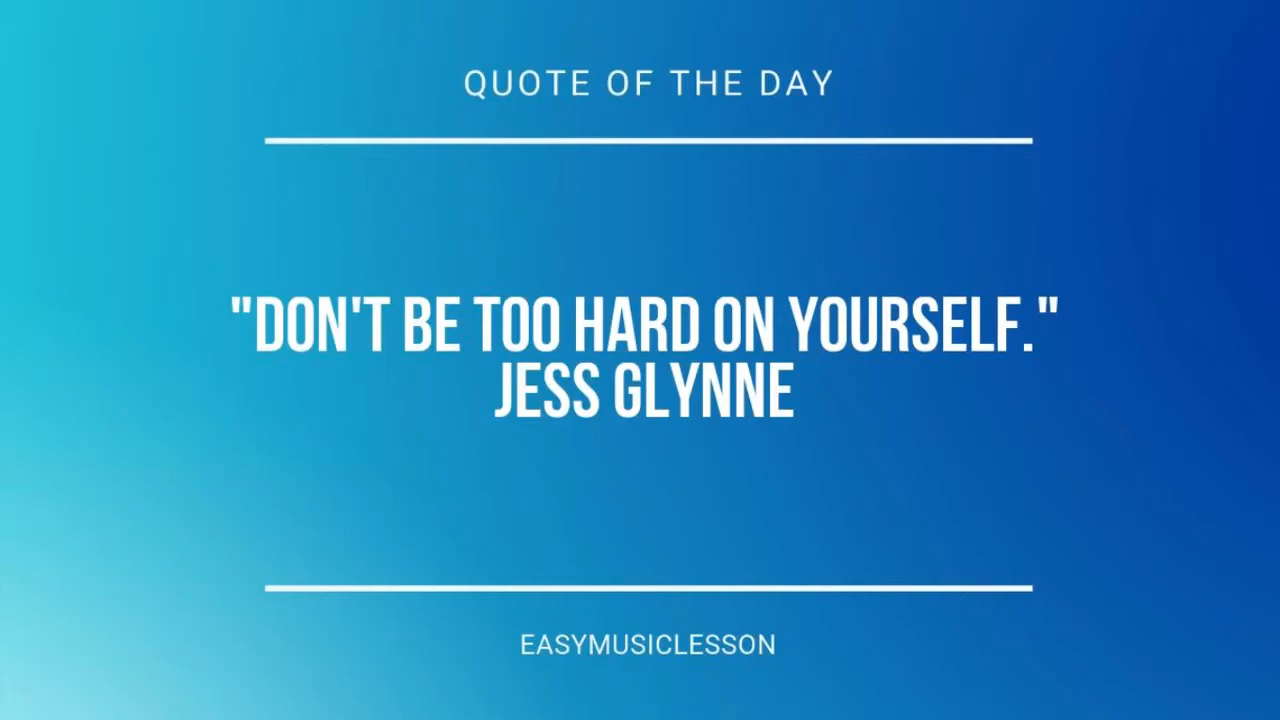 QUOTE OF THE DAY
"DON'T BE TOO HARD ON YOURSELF."
JESS GLYNNE
EASYMUSICLESSON